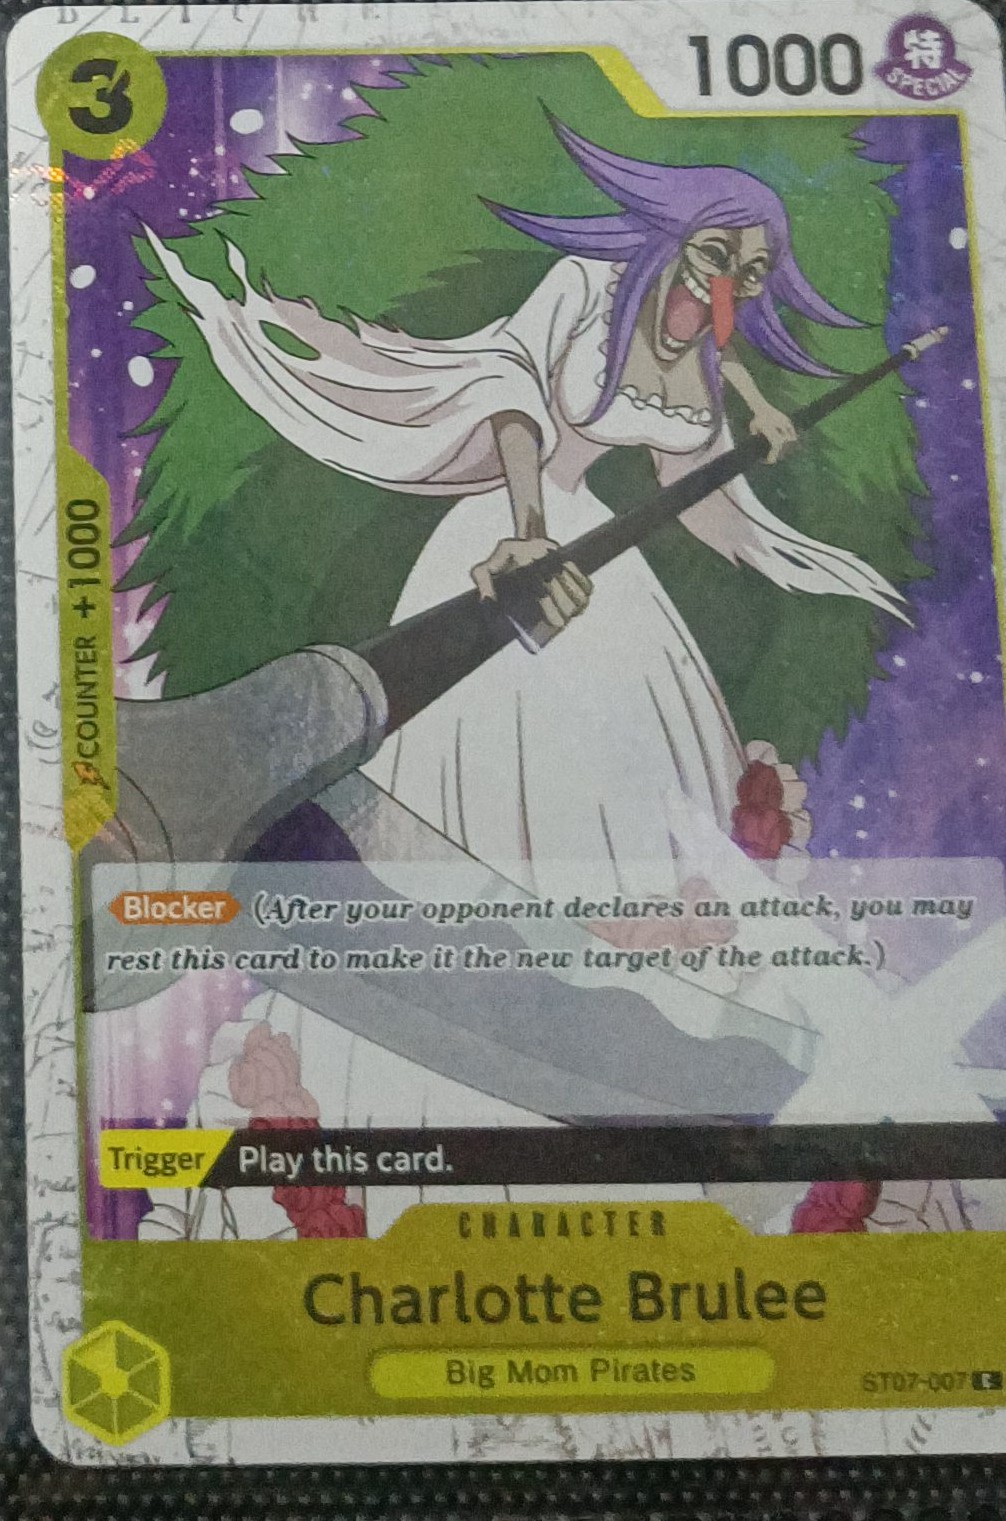 3
1000
特
SPECIAL
COUNTER +1000
Blocker (After your opponent declares an attack, you may
rest this card to make it the new target of the attack.)
Trigger Play this card.
CHARACTER
Charlotte Brulee
Big Mom Pirates
ST07-007 C